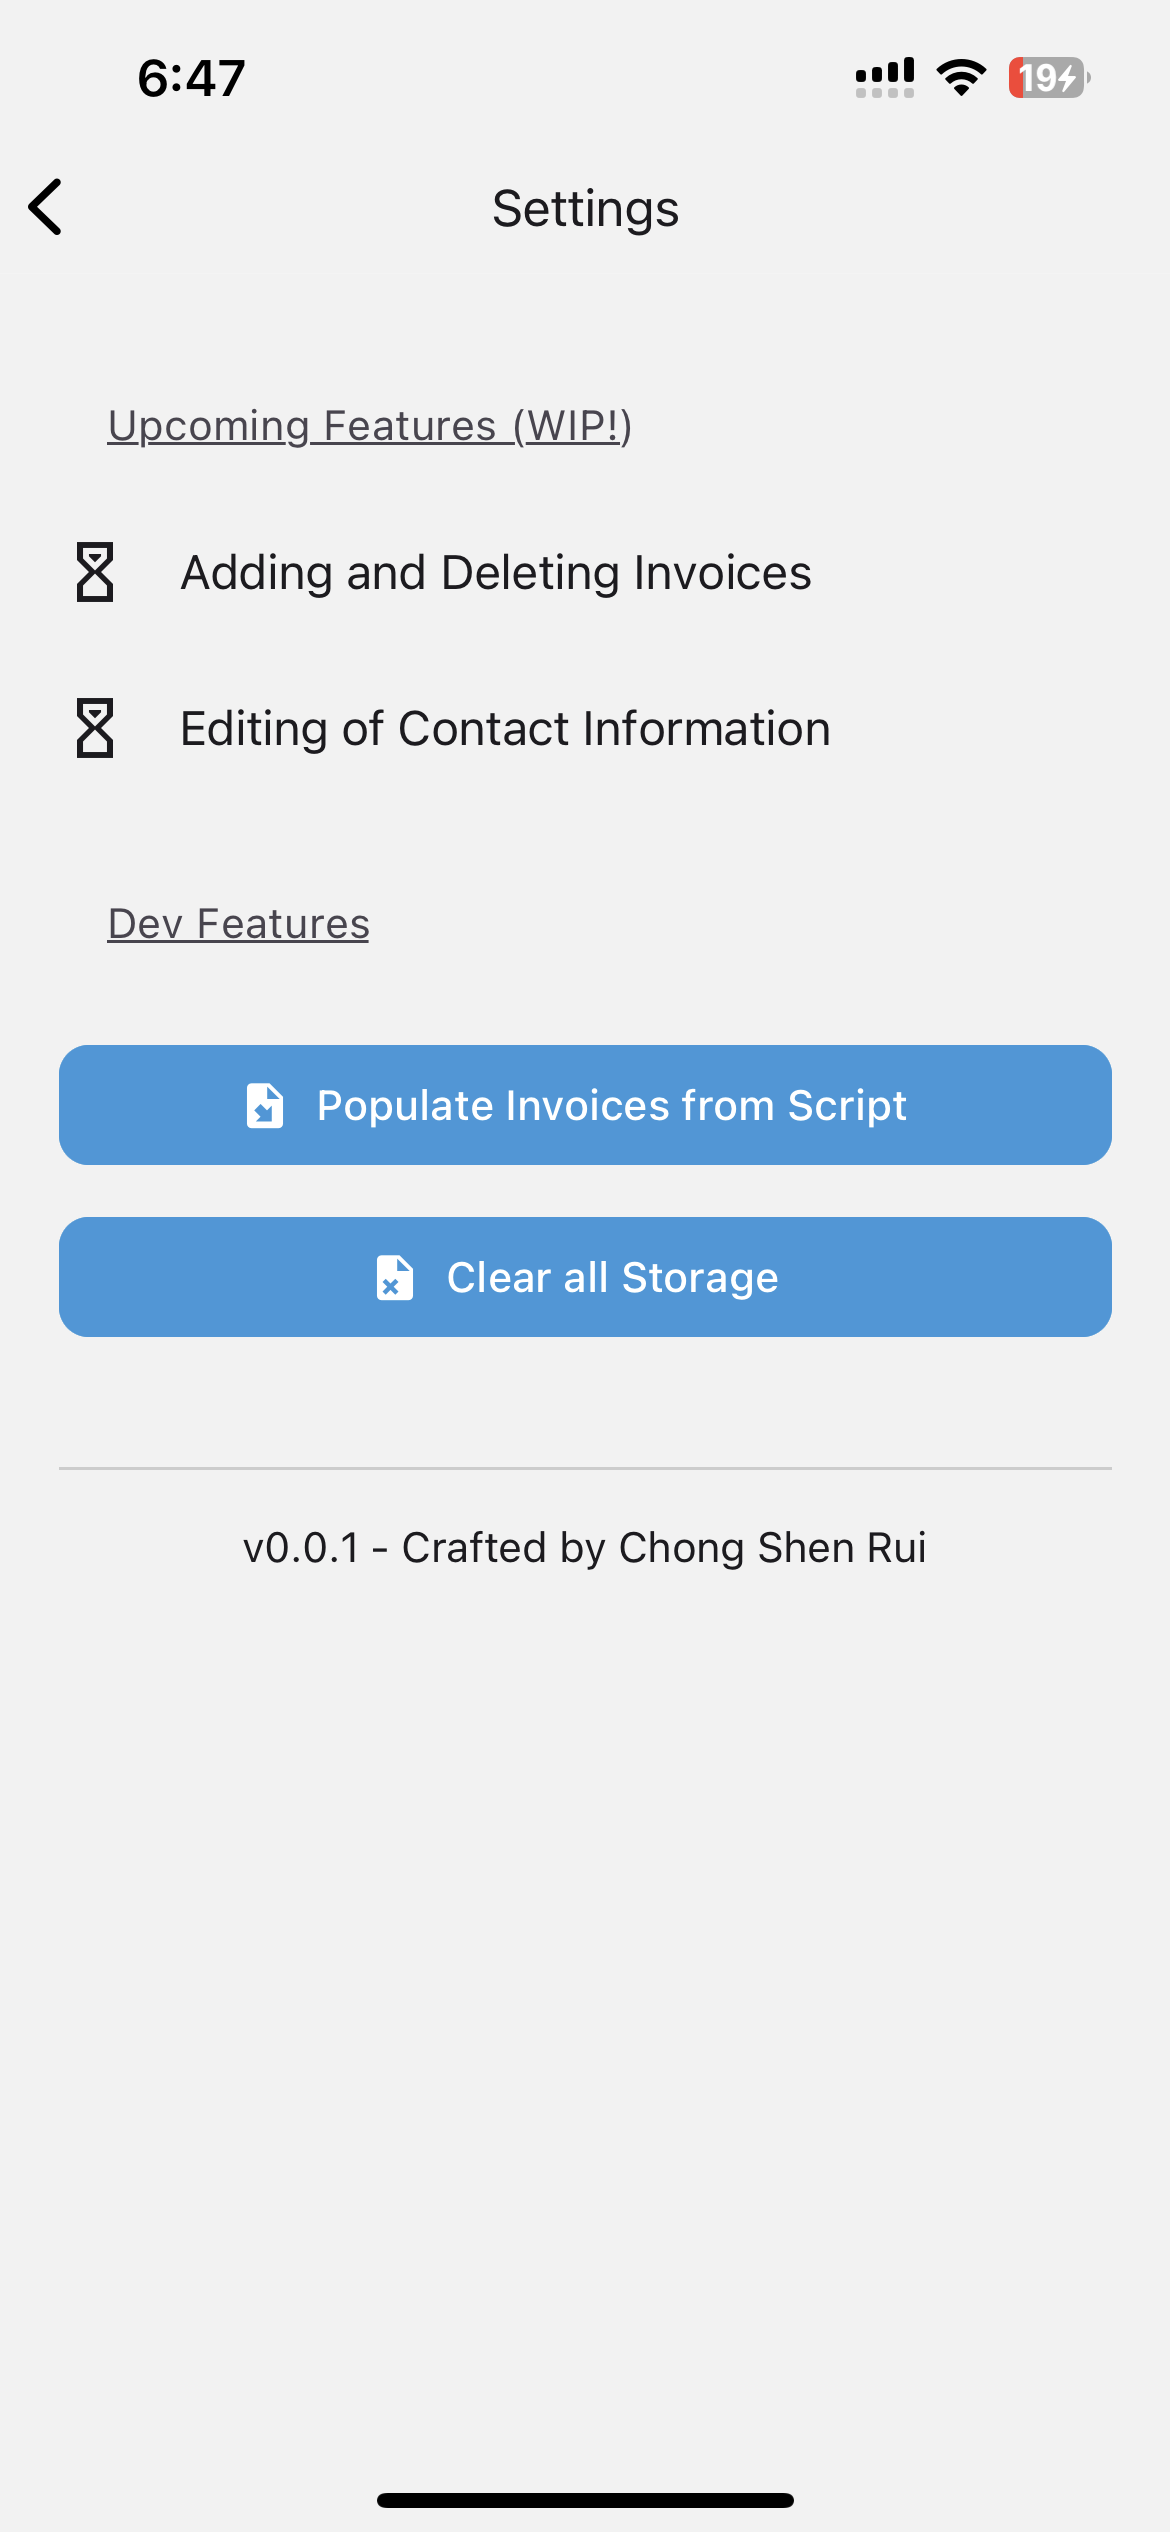 6:47
19
Settings
Upcoming Features (WIP!)
Adding and Deleting Invoices
Editing of Contact Information
Dev Features
Populate Invoices from Script
Clear all Storage
v0.0.1 - Crafted by Chong Shen Rui